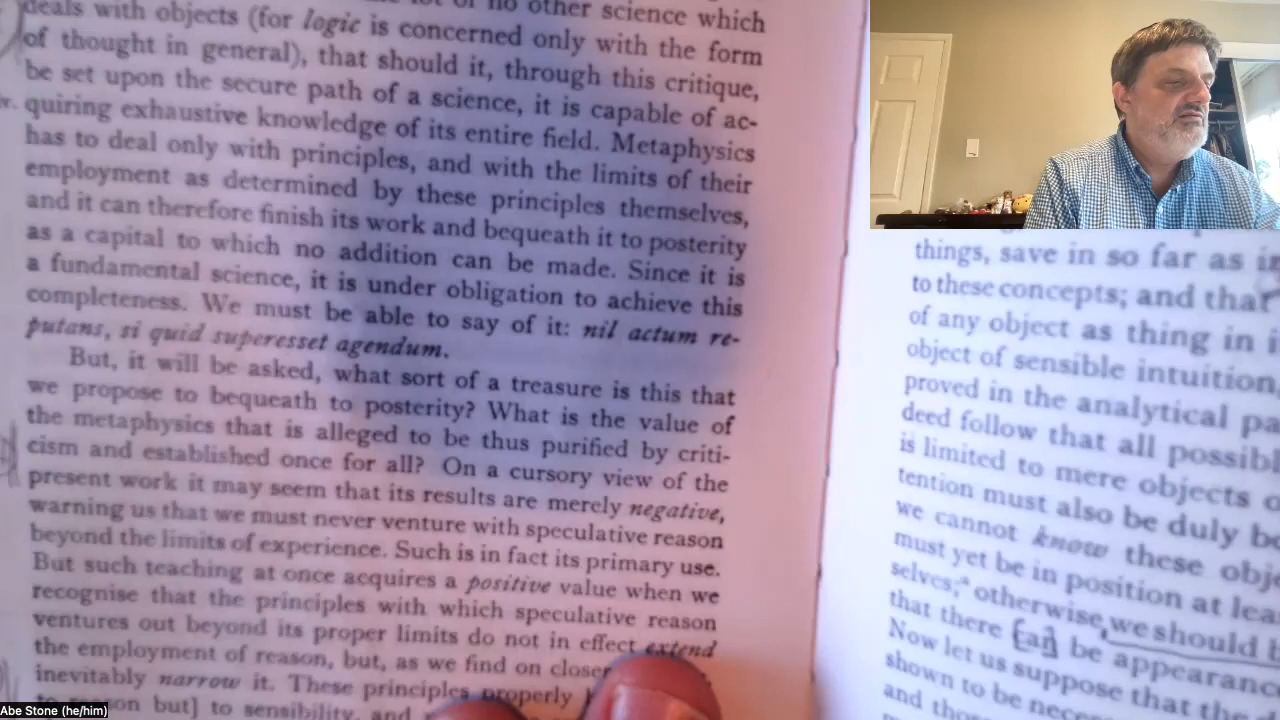 no other science which
deals with objects (for logic is concerned only with the form
of thought in general), that should it, through this critique,
be set upon the secure path of a science, it is capable of ac-
quiring exhaustive knowledge of its entire field. Metaphysics
has to deal only with principles, and with the limits of their
employment as determined by these principles themselves,
and it can therefore finish its work and bequeath it to posterity
as a capital to which no addition can be made. Since it is
a fundamental science, it is under obligation to achieve this
completeness. We must be able to say of it: nil actum re-
putans, si quid superesset agendum.
But, it will be asked, what sort of a treasure is this that
we propose to bequeath to posterity? What is the value of
the metaphysics that is alleged to be thus purified by criti-
cism and established once for all? On a cursory view of the
present work it may seem that its results are merely negative,
warning us that we must never venture with speculative reason
beyond the limits of experience. Such is in fact its primary use.
But such teaching at once acquires a positive value when we
recognise that the principles with which speculative reason
ventures out beyond its proper limits do not in effect extend
the employment of reason, but, as we find on close
inevitably narrow it. These principles properly
son but] to sensibility, and
things, save in so far as
to these concepts; and that
of any object as thing in
object of sensible intuition,
proved in the analytical
deed follow that all
is limited to mere objects
tention must also be duly
we cannot know these
must yet be in position at
selves; otherwise we should
that there can be
Now let us suppose that the
shown to be
and
Abe Stone (he/him)